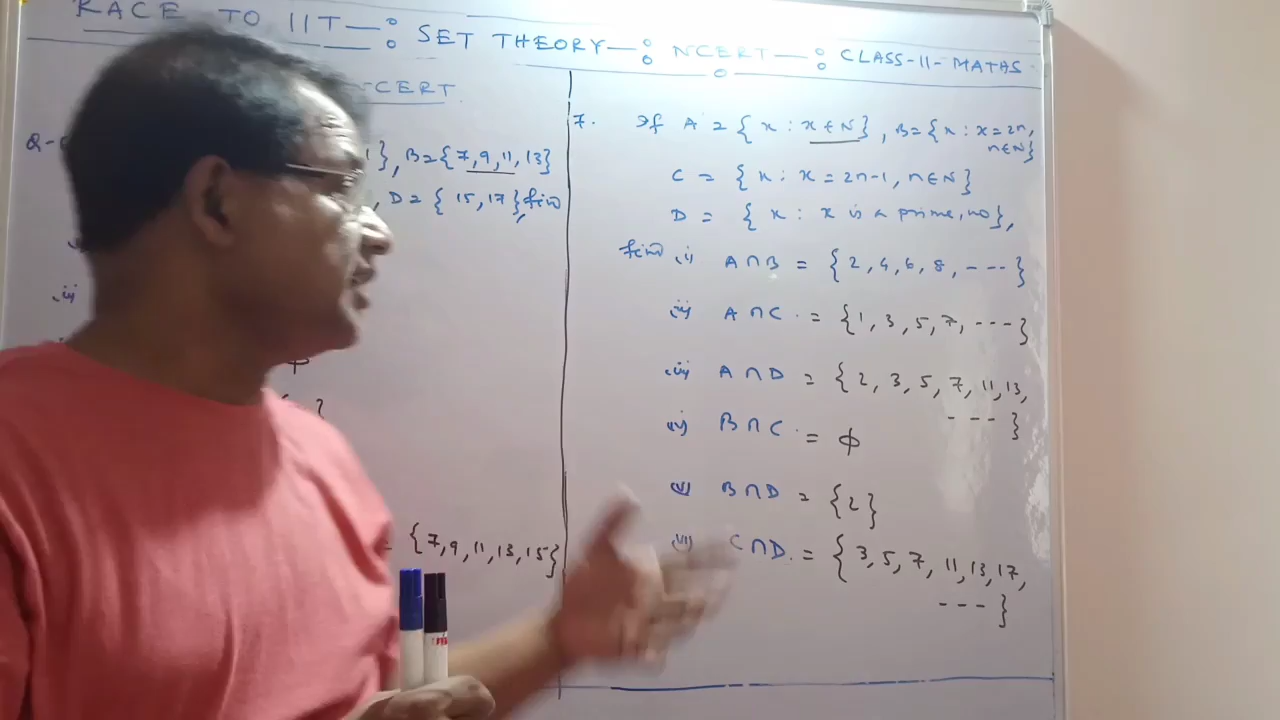 RACE TO IIT — : SET THEORY — : NCERT — : CLASS-11-MATHS
NCERT
}, B={7,9,11,13}
, D={15,17}, find
ϕ
= {7,9,11,13,15}
7. If A = {x : x∈N}, B={x : x=2n,
n∈N}
C = {x : x=2n-1, n∈N}
D = {x : x is a prime, no},
find (i) A∩B = {2,4,6,8, ---}
(ii) A∩C = {1,3,5,7, ---}
(iii) A∩D = {2,3,5,7,11,13,
---}
(iv) B∩C = ϕ
(v) B∩D = {2}
(vi) C∩D = {3,5,7,11,13,17,
---}